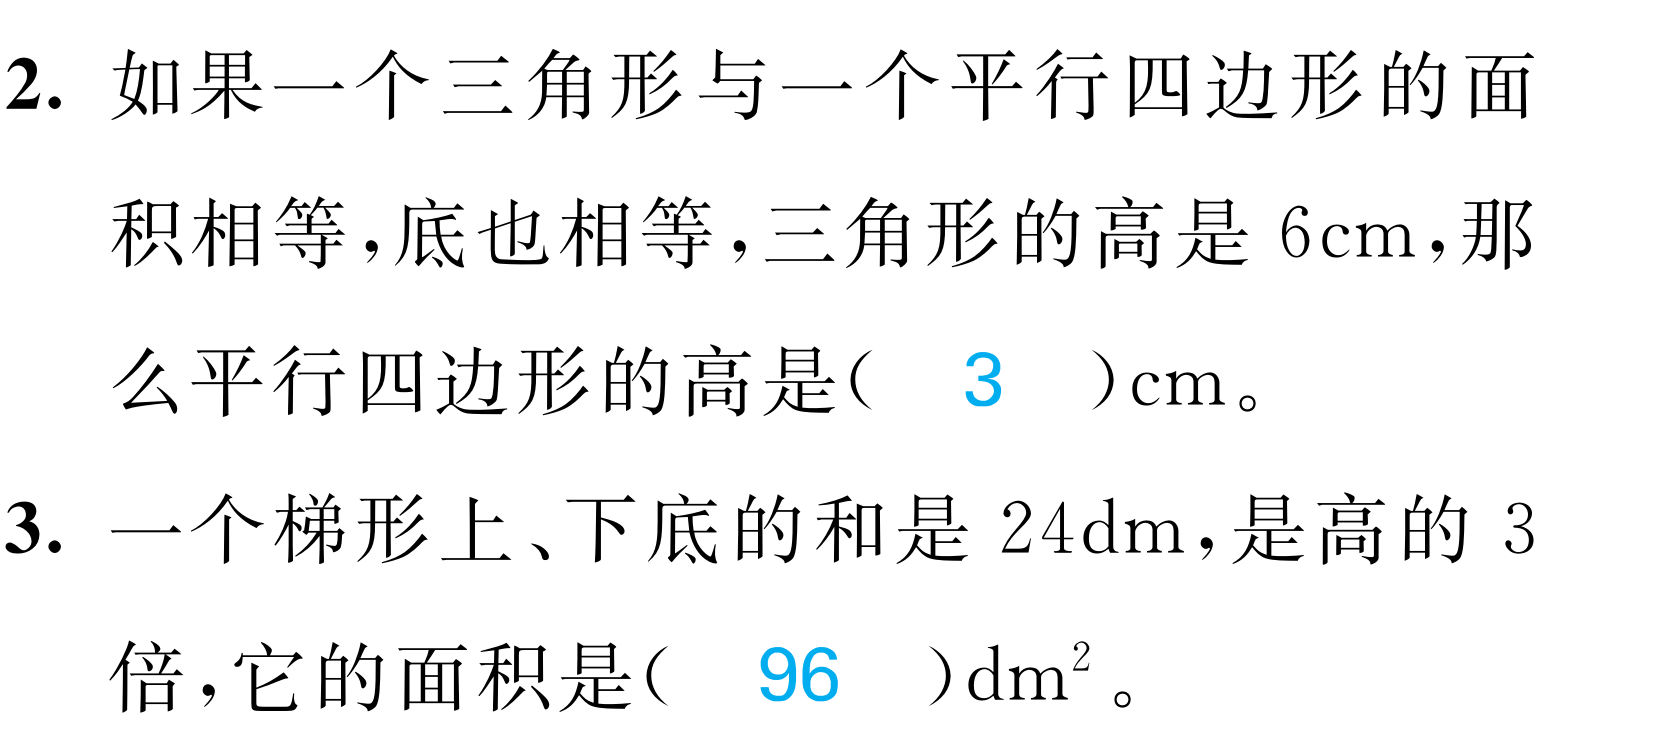 2. 如果一个三角形与一个平行四边形的面
积相等,底也相等,三角形的高是 6cm,那
么平行四边形的高是( 3 )cm。
3. 一个梯形上、下底的和是 24dm,是高的 3
倍,它的面积是( 96 )dm²。